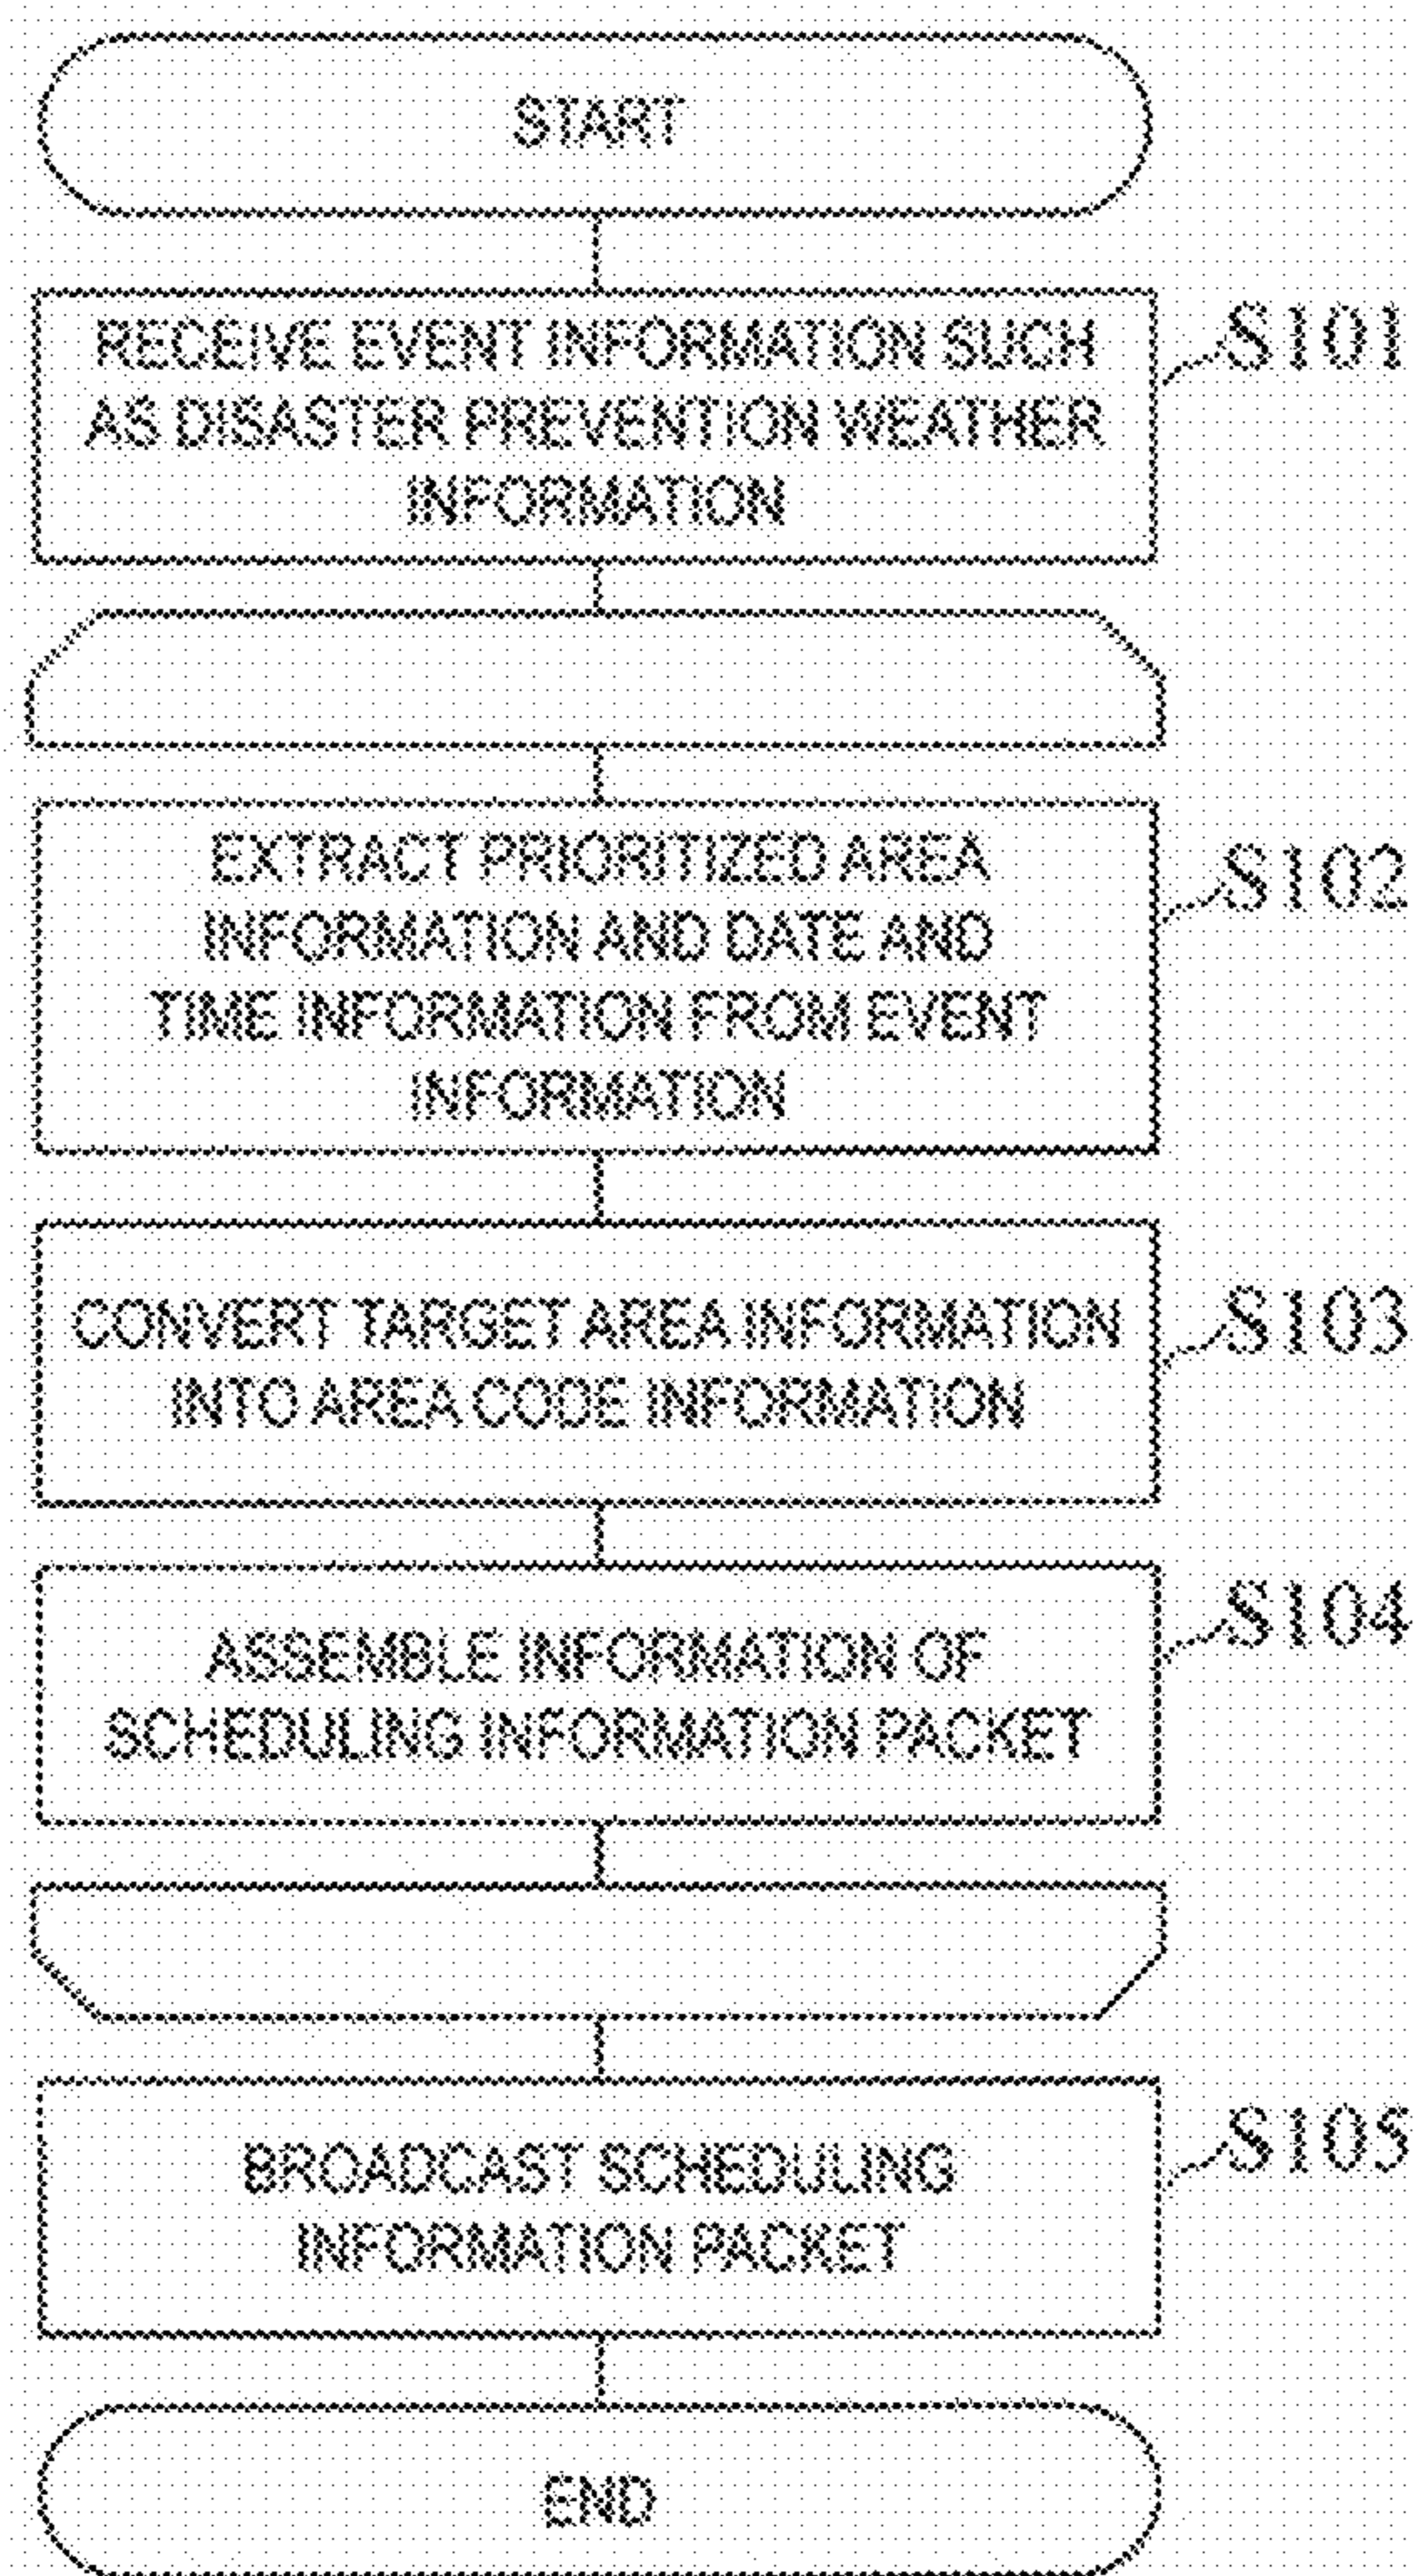 START
RECEIVE EVENT INFORMATION SUCH
AS DISASTER PREVENTION WEATHER
INFORMATION
S101
EXTRACT PRIORITIZED AREA
INFORMATION AND DATE AND
TIME INFORMATION FROM EVENT
INFORMATION
S102
CONVERT TARGET AREA INFORMATION
INTO AREA CODE INFORMATION
S103
ASSEMBLE INFORMATION OF
SCHEDULING INFORMATION PACKET
S104
BROADCAST SCHEDULING
INFORMATION PACKET
S105
END